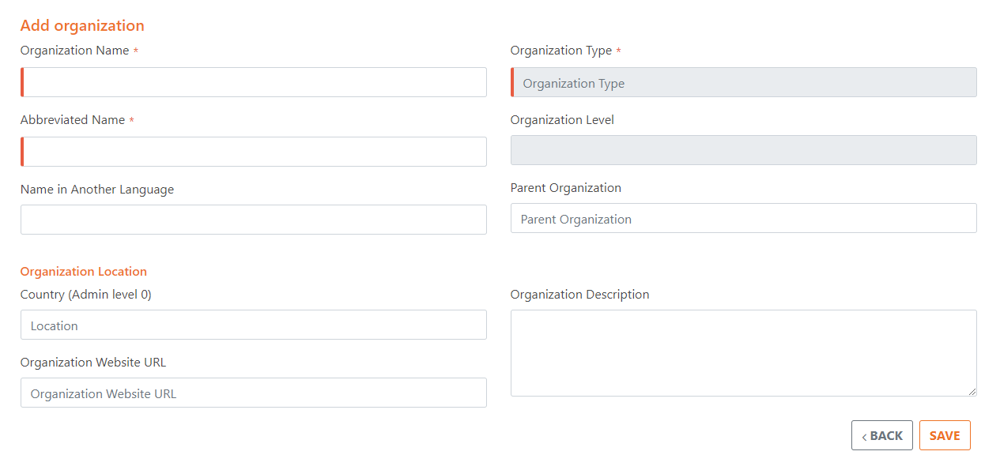 Add organization
Organization Name *
Organization Type *
Organization Type
Abbreviated Name *
Organization Level
Name in Another Language
Parent Organization
Parent Organization
Organization Location
Country (Admin level 0)
Location
Organization Description
Organization Website URL
Organization Website URL
‹ BACK
SAVE